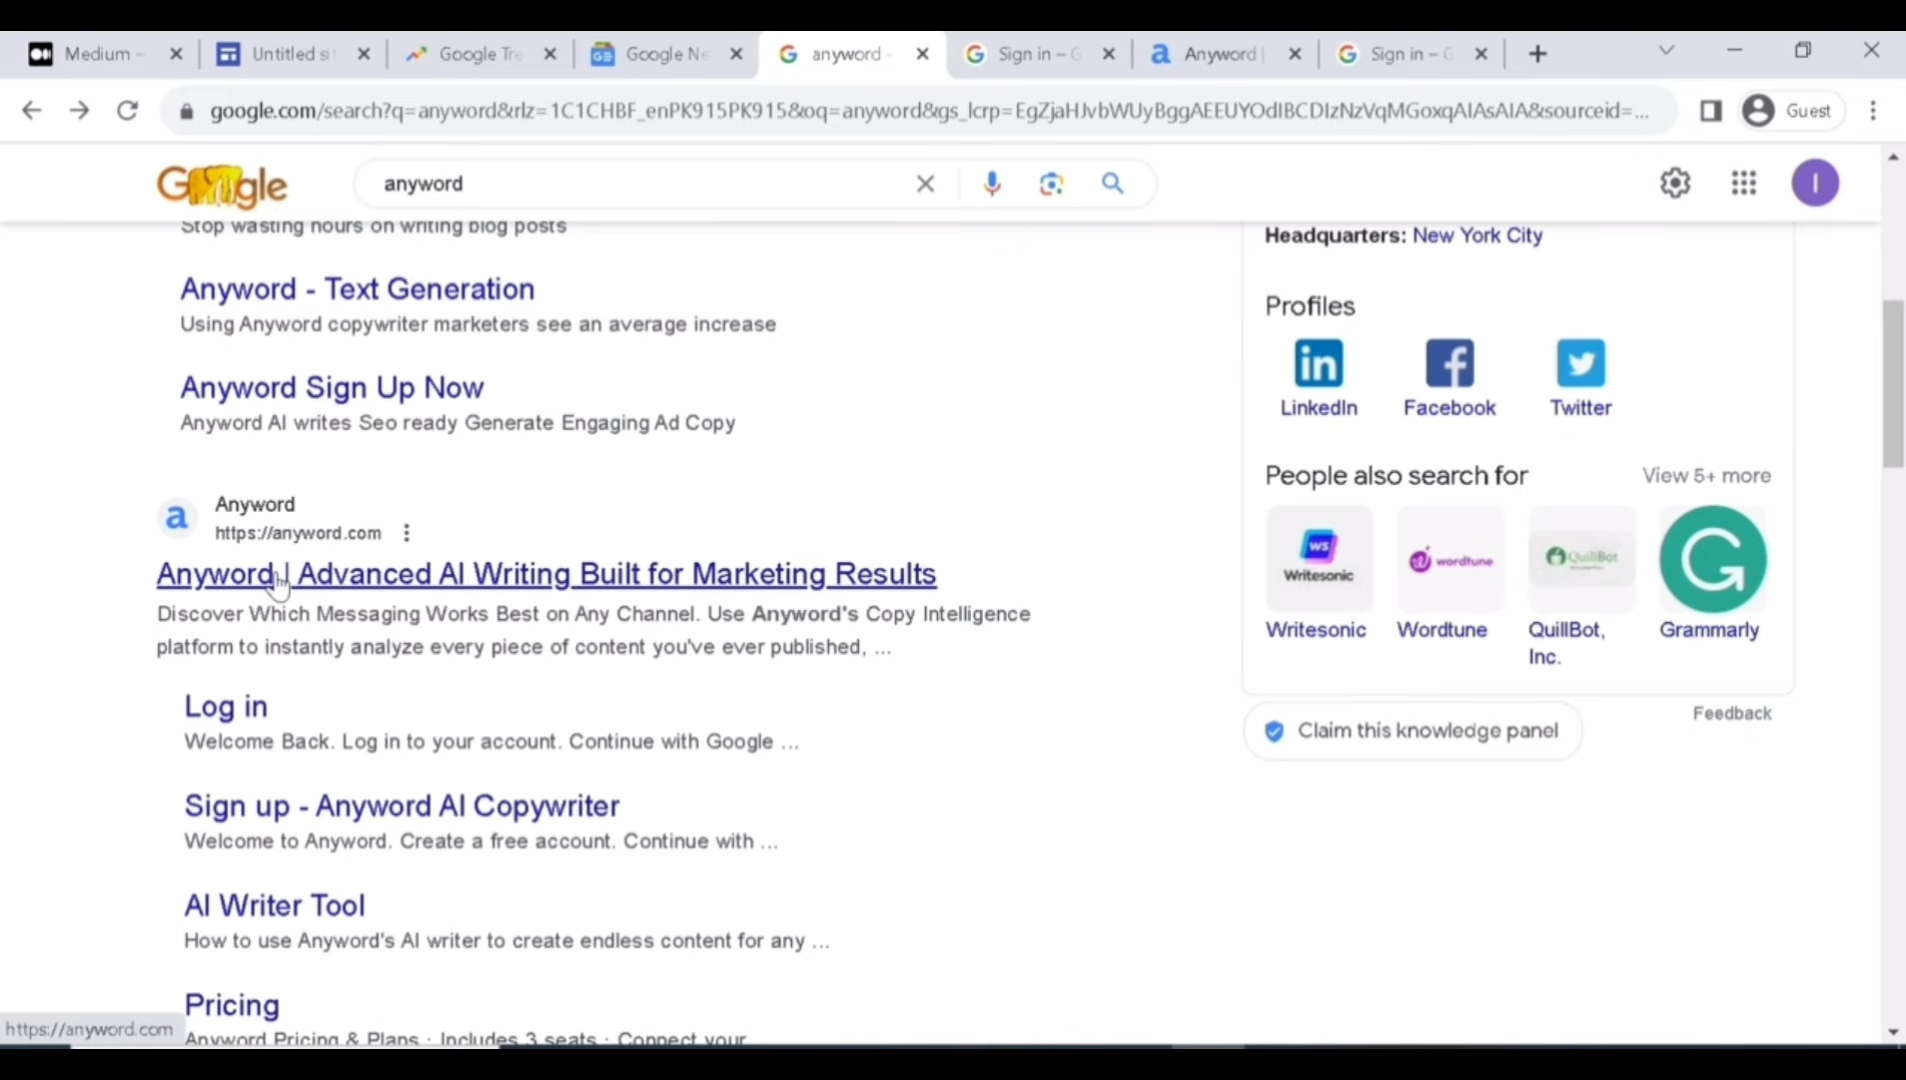 Medium –
Untitled si
Google Tre
Google Ne
anyword -
Sign in – G
Anyword |
Sign in – G
google.com/search?q=anyword&rlz=1C1CHBF_enPK915PK915&oq=anyword&gs_lcrp=EgZjaHJvbWUyBggAEEUYOdIBCDIzNzVqMGoxqAIAsAIA&sourceid=...
Guest
Google
anyword
I
Stop wasting hours on writing blog posts
Anyword - Text Generation
Using Anyword copywriter marketers see an average increase
Anyword Sign Up Now
Anyword AI writes Seo ready Generate Engaging Ad Copy
Anyword
https://anyword.com
Anyword | Advanced AI Writing Built for Marketing Results
Discover Which Messaging Works Best on Any Channel. Use Anyword's Copy Intelligence
platform to instantly analyze every piece of content you've ever published, ...
Log in
Welcome Back. Log in to your account. Continue with Google ...
Sign up - Anyword AI Copywriter
Welcome to Anyword. Create a free account. Continue with ...
AI Writer Tool
How to use Anyword's AI writer to create endless content for any ...
Pricing
Anyword Pricing & Plans · Includes 3 seats · Connect your
https://anyword.com
Headquarters: New York City
Profiles
LinkedIn
Facebook
Twitter
People also search for
View 5+ more
WS
Writesonic
wordtune
QuillBot
G
Writesonic
Wordtune
QuillBot,
Inc.
Grammarly
Feedback
Claim this knowledge panel